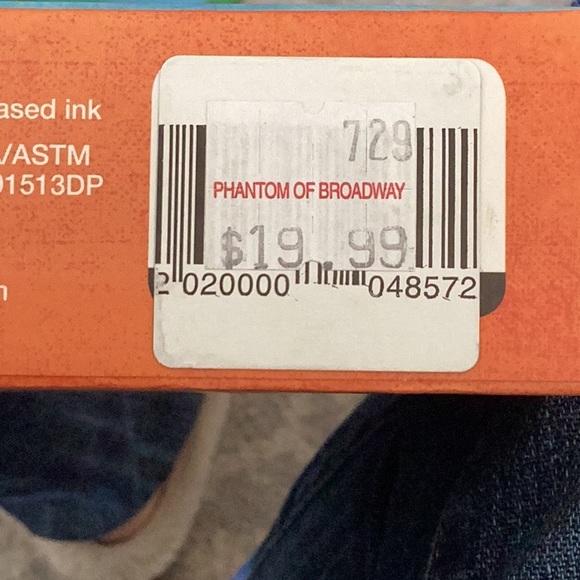 ased ink
/ASTM
01513DP
729
PHANTOM OF BROADWAY
$19.99
2 020000 048572